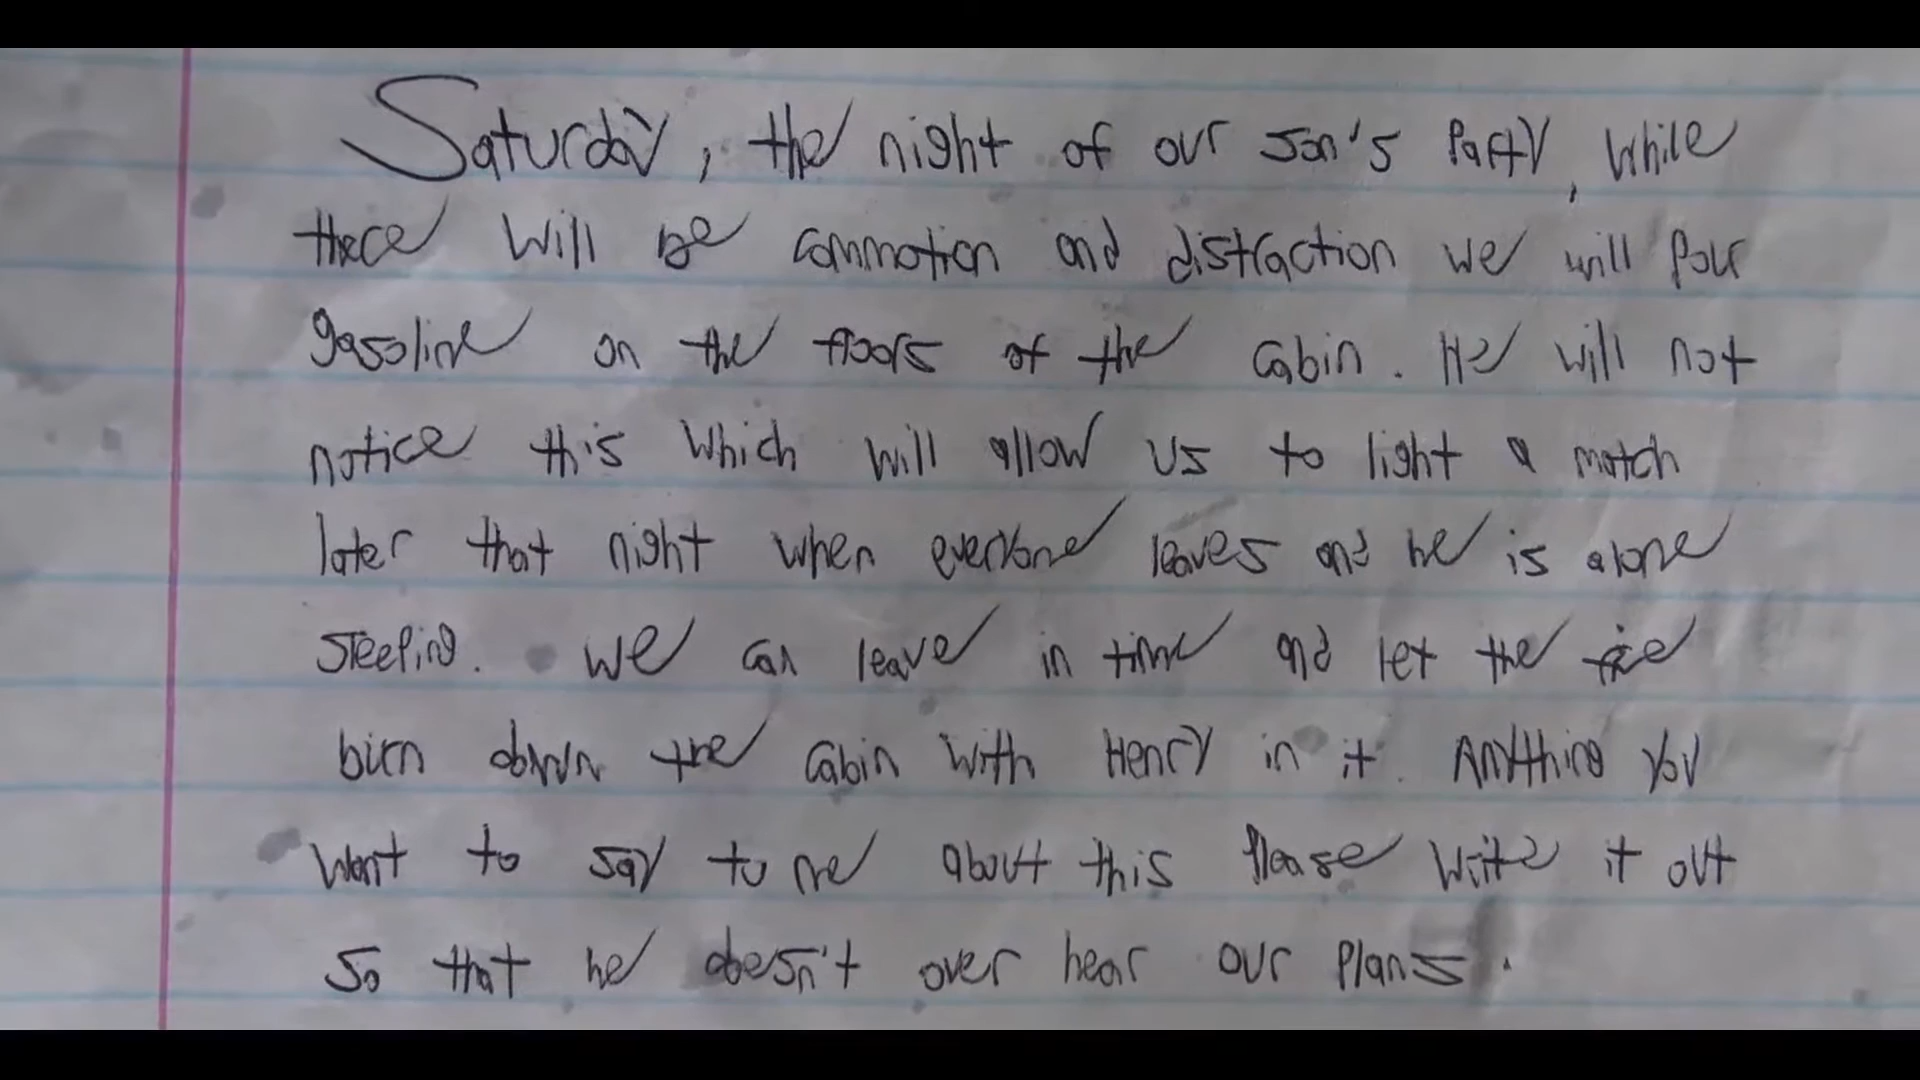 Saturday, the night of our son's party, while
there will be commotion and distraction we will pour
gasoline on the floors of the cabin. He will not
notice this which will allow us to light a match
later that night when everyone leaves and he is alone
sleeping. We can leave in time and let the fire
burn down the cabin with Henry in it. Anything you
want to say to me about this please write it out
so that he doesn't over hear our plans.